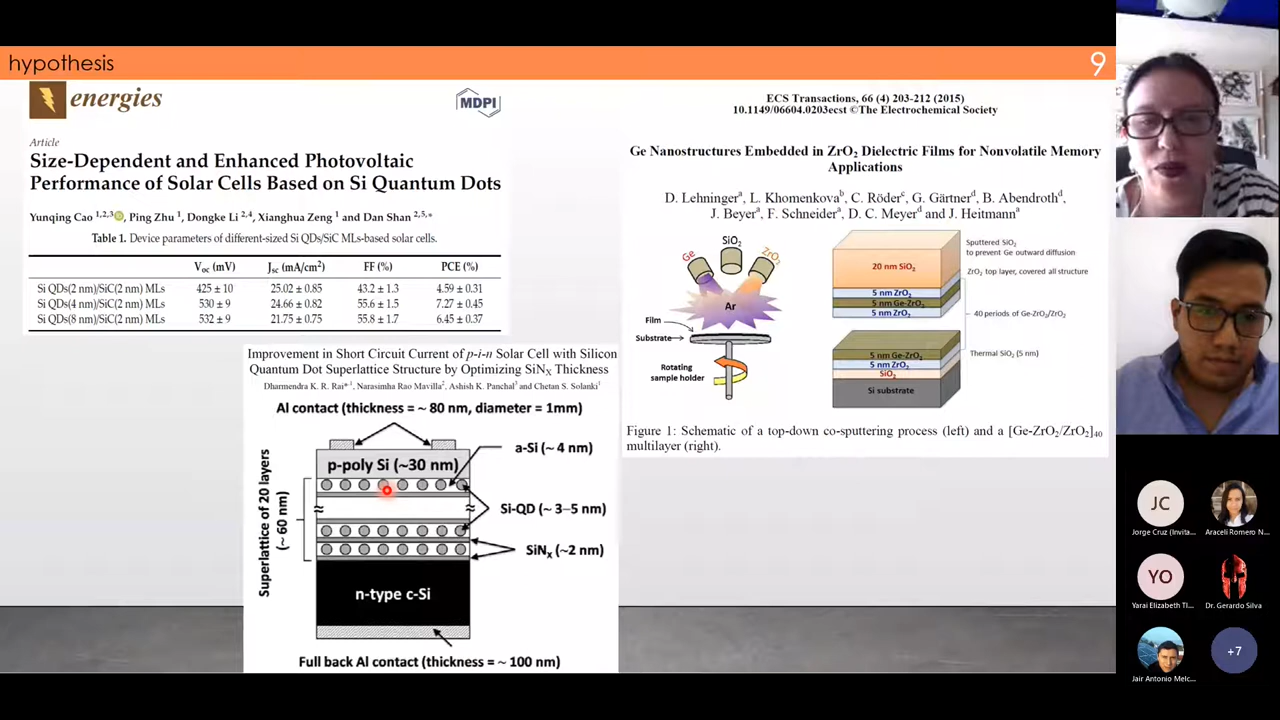 hypothesis
9
energies
MDPI
Article
Size-Dependent and Enhanced Photovoltaic
Performance of Solar Cells Based on Si Quantum Dots
Yunqing Cao 1,2,3, Ping Zhu 1, Dongke Li 2,4, Xianghua Zeng 1 and Dan Shan 2,5,*
Table 1. Device parameters of different-sized Si QDs/SiC MLs-based solar cells.
Voc (mV) Jsc (mA/cm2) FF (%) PCE (%)
Si QDs(2 nm)/SiC(2 nm) MLs 425 ± 10 25.02 ± 0.85 43.2 ± 1.3 4.59 ± 0.31
Si QDs(4 nm)/SiC(2 nm) MLs 530 ± 9 24.66 ± 0.82 55.6 ± 1.5 7.27 ± 0.45
Si QDs(8 nm)/SiC(2 nm) MLs 532 ± 9 21.75 ± 0.75 55.8 ± 1.7 6.45 ± 0.37
Improvement in Short Circuit Current of p-i-n Solar Cell with Silicon
Quantum Dot Superlattice Structure by Optimizing SiNX Thickness
Dharmendra K. R. Rai*1, Narasimha Rao Mavilla2, Ashish K. Panchal3 and Chetan S. Solanki1
Al contact (thickness = ~ 80 nm, diameter = 1mm)
p-poly Si (~30 nm)
a-Si (~ 4 nm)
Si-QD (~ 3–5 nm)
SiNx (~2 nm)
Superlattice of 20 layers
(~ 60 nm)
n-type c-Si
Full back Al contact (thickness = ~ 100 nm)
ECS Transactions, 66 (4) 203-212 (2015)
10.1149/06604.0203ecst ©The Electrochemical Society
Ge Nanostructures Embedded in ZrO2 Dielectric Films for Nonvolatile Memory
Applications
D. Lehningera, L. Khomenkovab, C. Röderc, G. Gärtnerd, B. Abendrothd,
J. Beyera, F. Schneidera, D. C. Meyerd and J. Heitmanna
Ge
SiO2
ZrO2
Ar
Film
Substrate
Rotating
sample holder
20 nm SiO2
5 nm ZrO2
5 nm Ge-ZrO2
5 nm ZrO2
5 nm Ge-ZrO2
5 nm ZrO2
SiO2
Si substrate
Sputtered SiO2
to prevent Ge outward diffusion
ZrO2 top layer, covered all structure
40 periods of Ge-ZrO2/ZrO2
Thermal SiO2 (5 nm)
Figure 1: Schematic of a top-down co-sputtering process (left) and a [Ge-ZrO2/ZrO2]40
multilayer (right).
JC
Jorge Cruz (Invita...
Araceli Romero N...
YO
Yarai Elizabeth Tl...
Dr. Gerardo Silva
Jair Antonio Melc...
+7